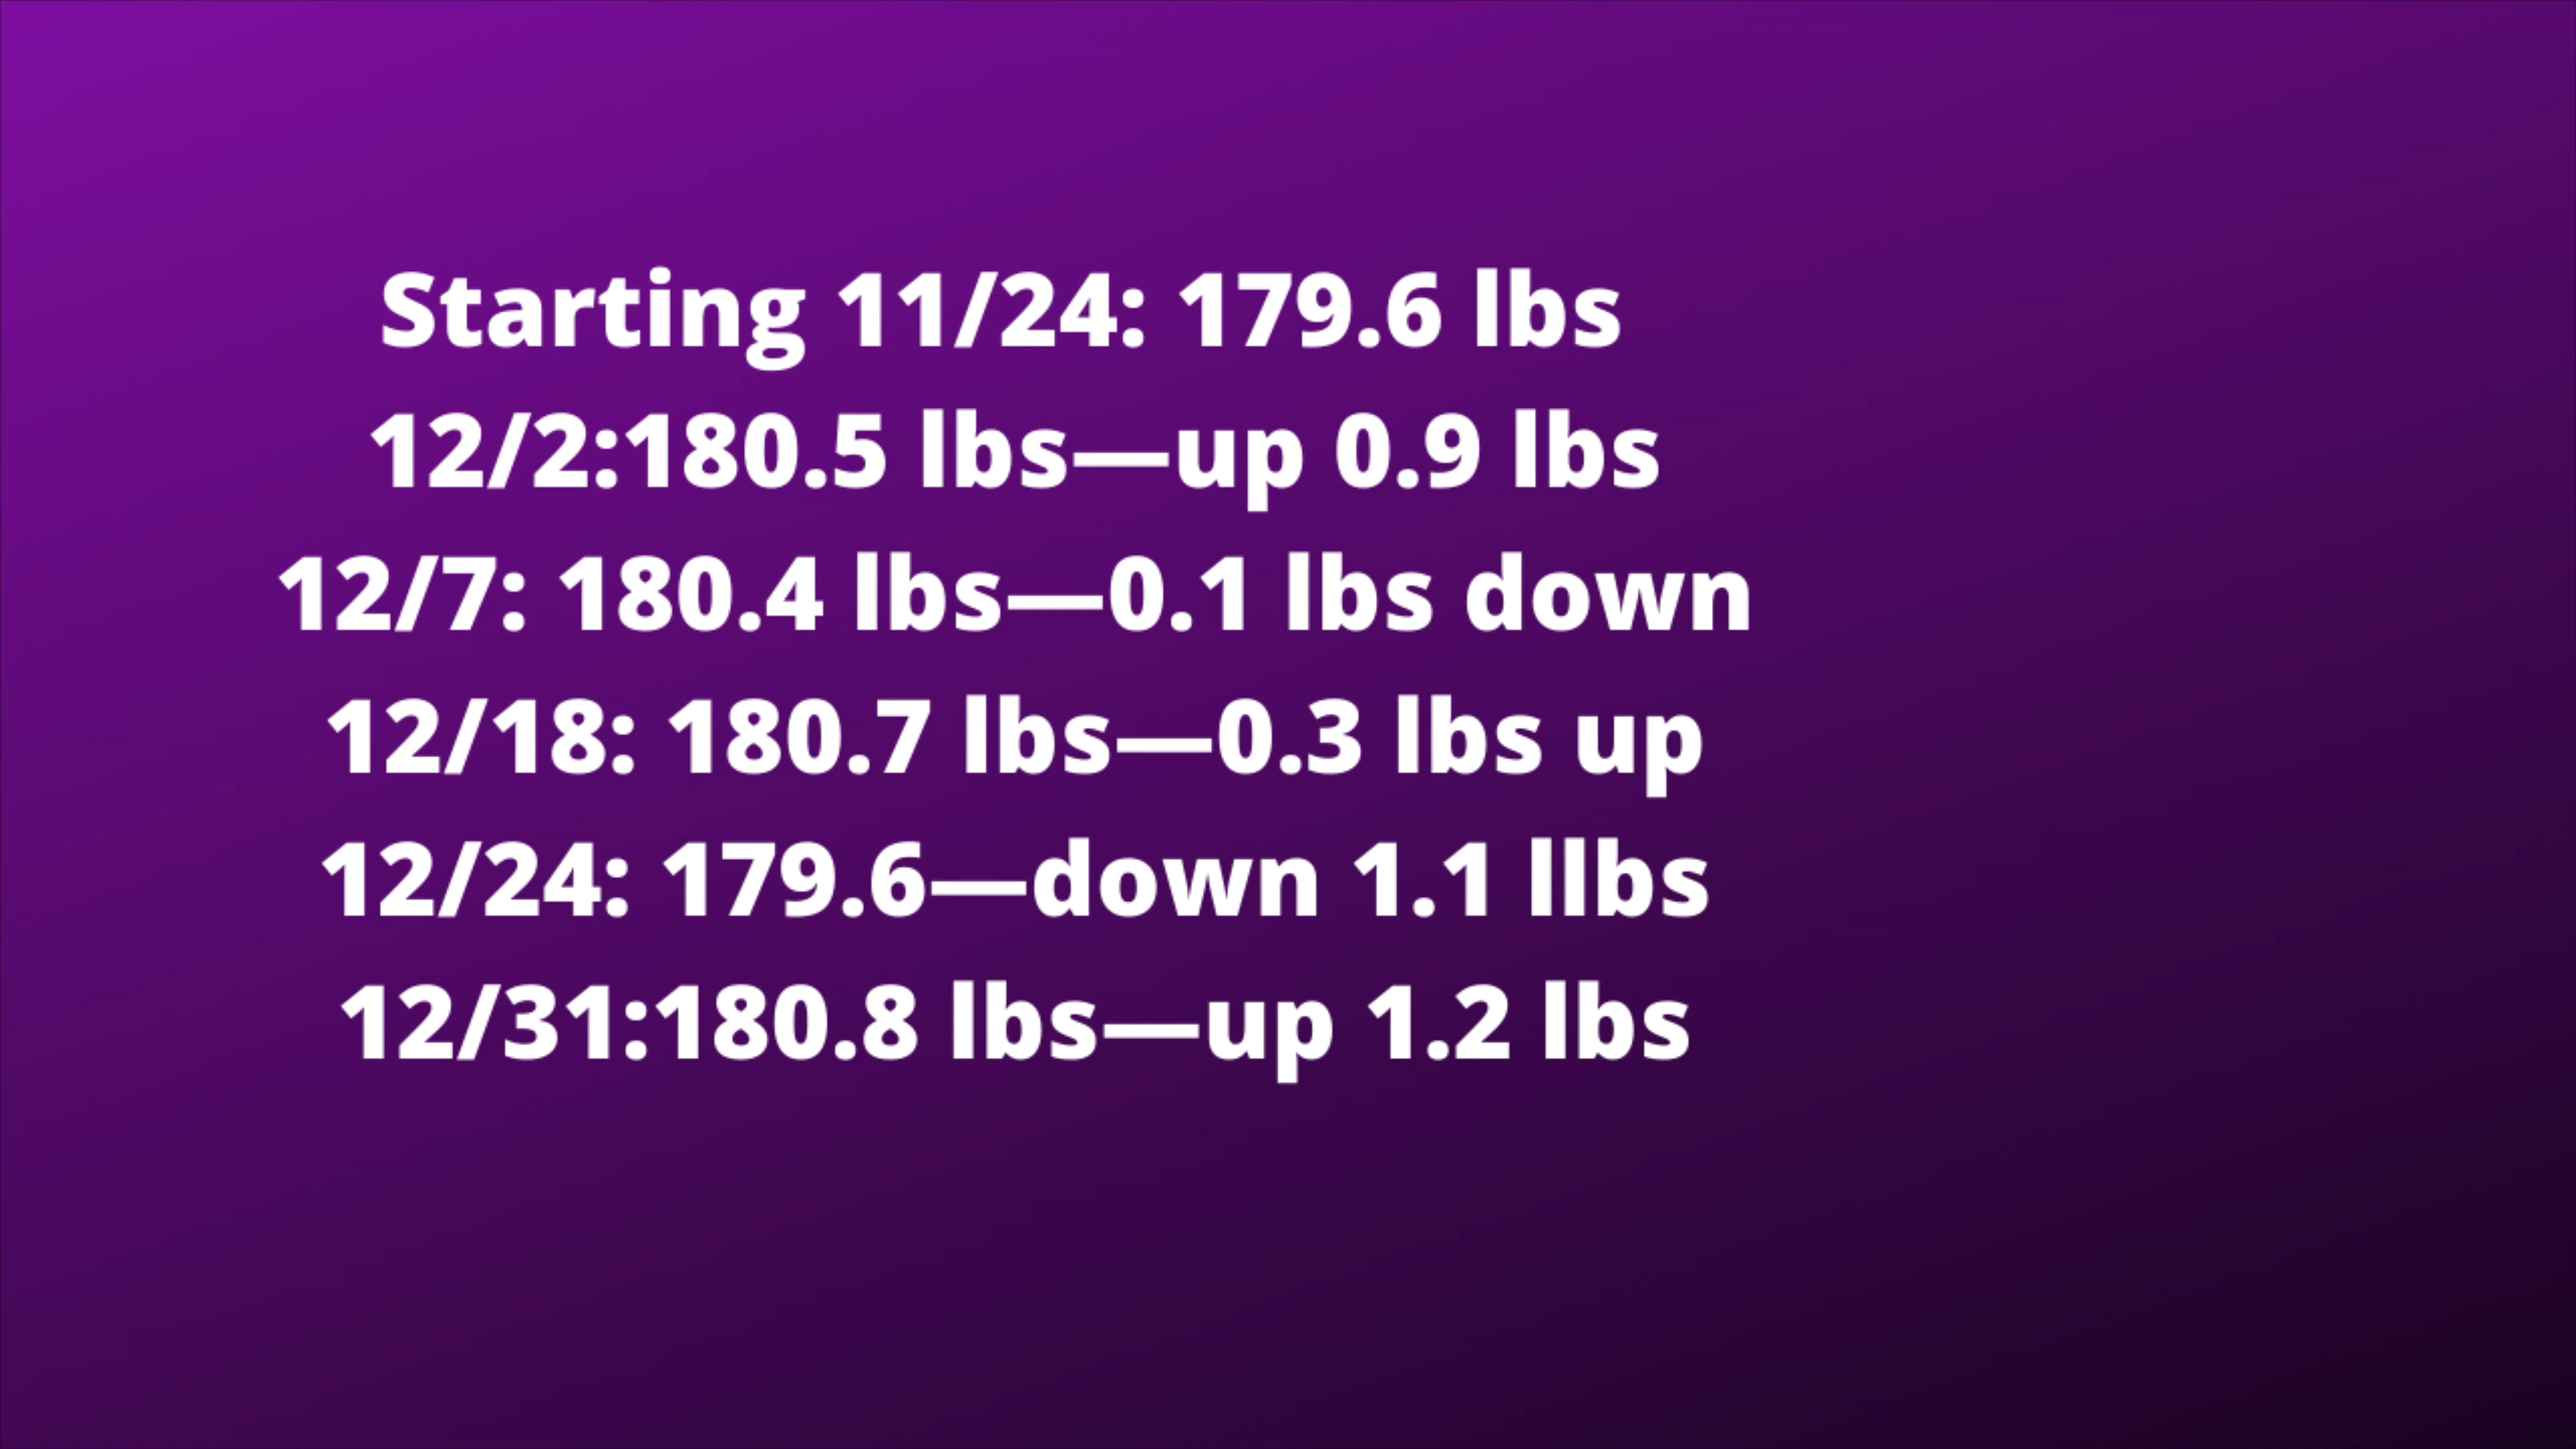 Starting 11/24: 179.6 lbs
12/2:180.5 lbs—up 0.9 lbs
12/7: 180.4 lbs—0.1 lbs down
12/18: 180.7 lbs—0.3 lbs up
12/24: 179.6—down 1.1 llbs
12/31:180.8 lbs—up 1.2 lbs